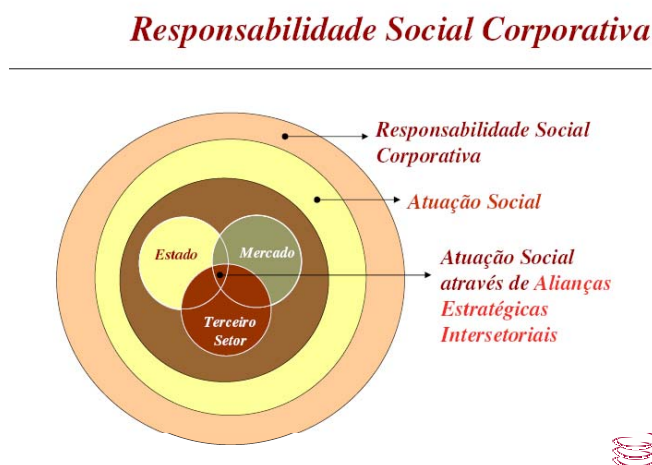 Responsabilidade Social Corporativa
Responsabilidade Social
Corporativa
Atuação Social
Estado
Mercado
Atuação Social
através de Alianças
Estratégicas
Intersetoriais
Terceiro
Setor